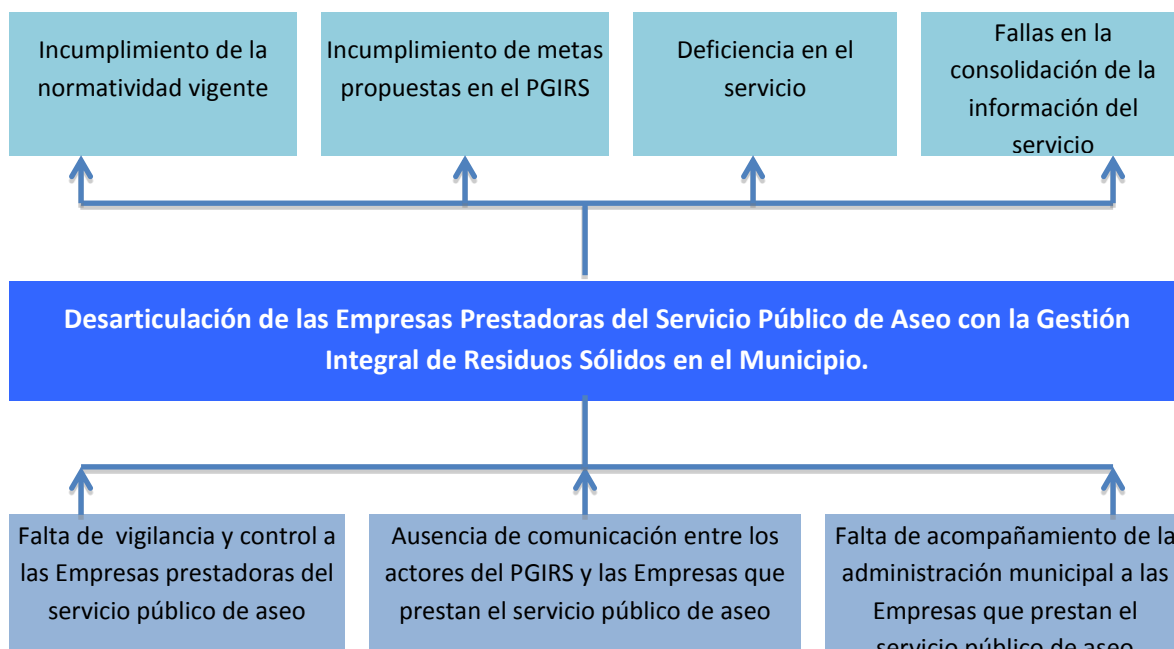 Incumplimiento de la
normatividad vigente
Incumplimiento de metas
propuestas en el PGIRS
Deficiencia en el
servicio
Fallas en la
consolidación de la
información del
servicio
Desarticulación de las Empresas Prestadoras del Servicio Público de Aseo con la Gestión
Integral de Residuos Sólidos en el Municipio.
Falta de  vigilancia y control a
las Empresas prestadoras del
servicio público de aseo
Ausencia de comunicación entre los
actores del PGIRS y las Empresas que
prestan el servicio público de aseo
Falta de acompañamiento de la
administración municipal a las
Empresas que prestan el
servicio público de aseo